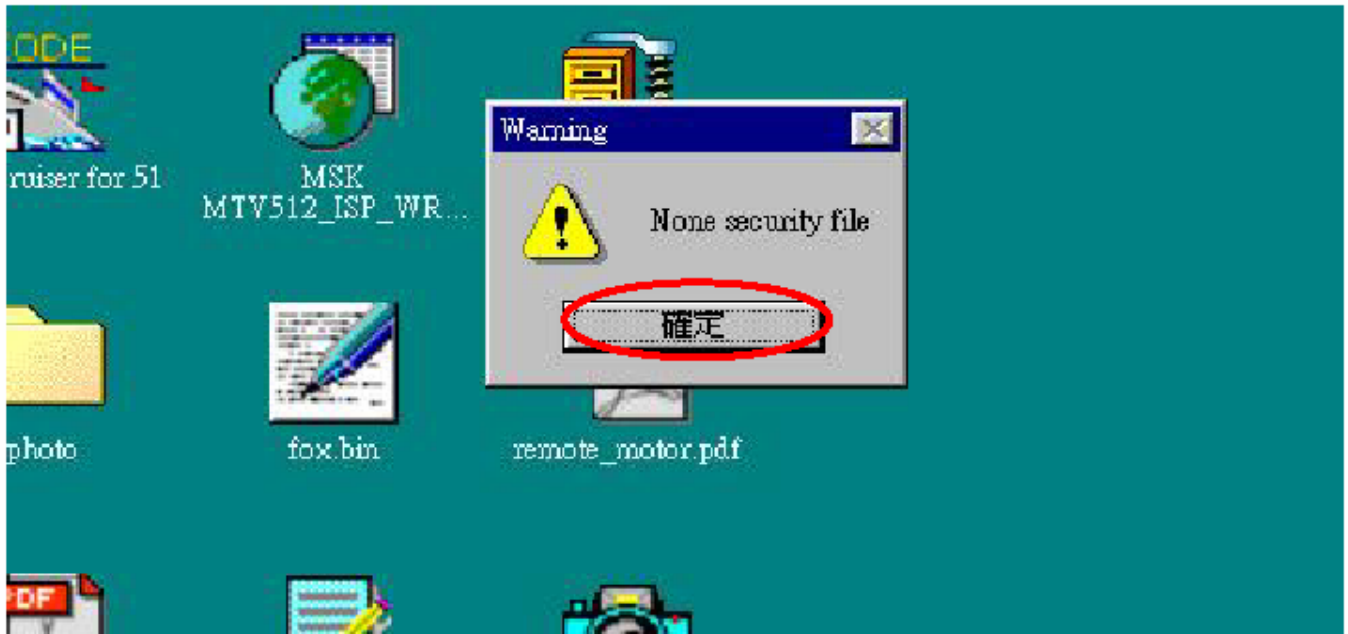 ODE
ruiser for 51
MSK
MTV512_ISP_WR...
Warning
None security file
確定
photo
fox.bin
remote_motor.pdf
PDF